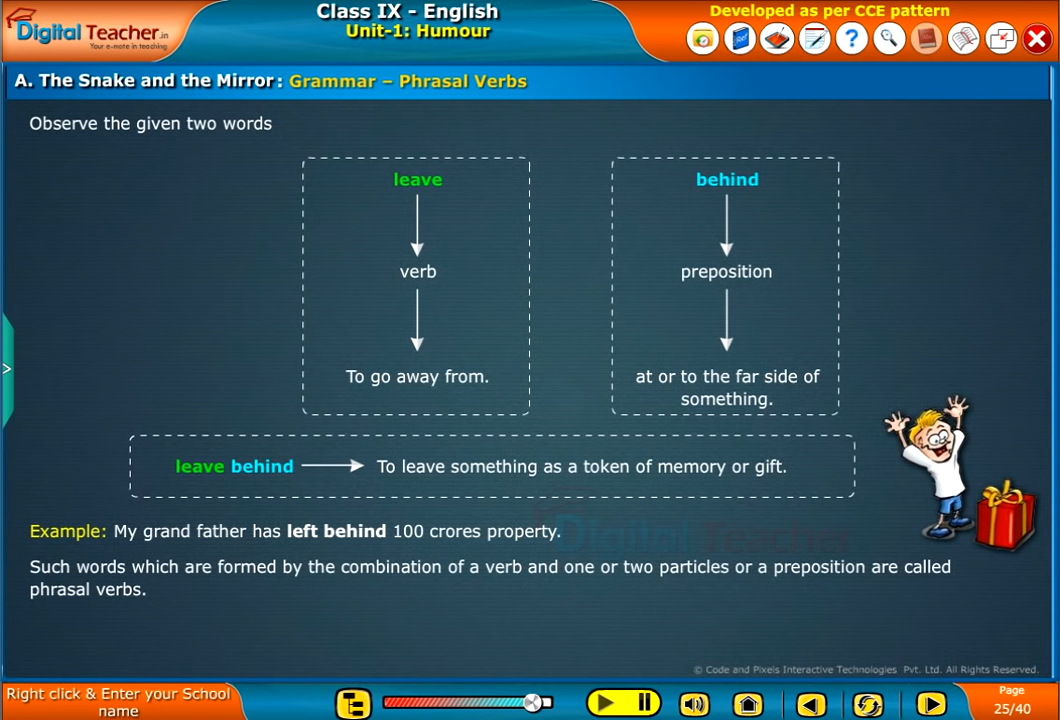 Digital Teacher.in
Your e-mate in teaching
Class IX - English
Unit-1: Humour
Developed as per CCE pattern
A. The Snake and the Mirror: Grammar – Phrasal Verbs
Observe the given two words
leave
behind
verb
preposition
To go away from.
at or to the far side of
something.
leave behind
To leave something as a token of memory or gift.
Example: My grand father has left behind 100 crores property.
Digital Teacher
Such words which are formed by the combination of a verb and one or two particles or a preposition are called
phrasal verbs.
© Code and Pixels Interactive Technologies Pvt. Ltd. All Rights Reserved.
Right click & Enter your School
name
Page
25/40